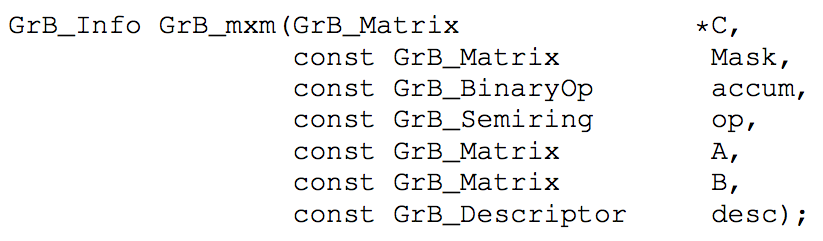 GrB_Info GrB_mxm(GrB_Matrix *C,
const GrB_Matrix Mask,
const GrB_BinaryOp accum,
const GrB_Semiring op,
const GrB_Matrix A,
const GrB_Matrix B,
const GrB_Descriptor desc);